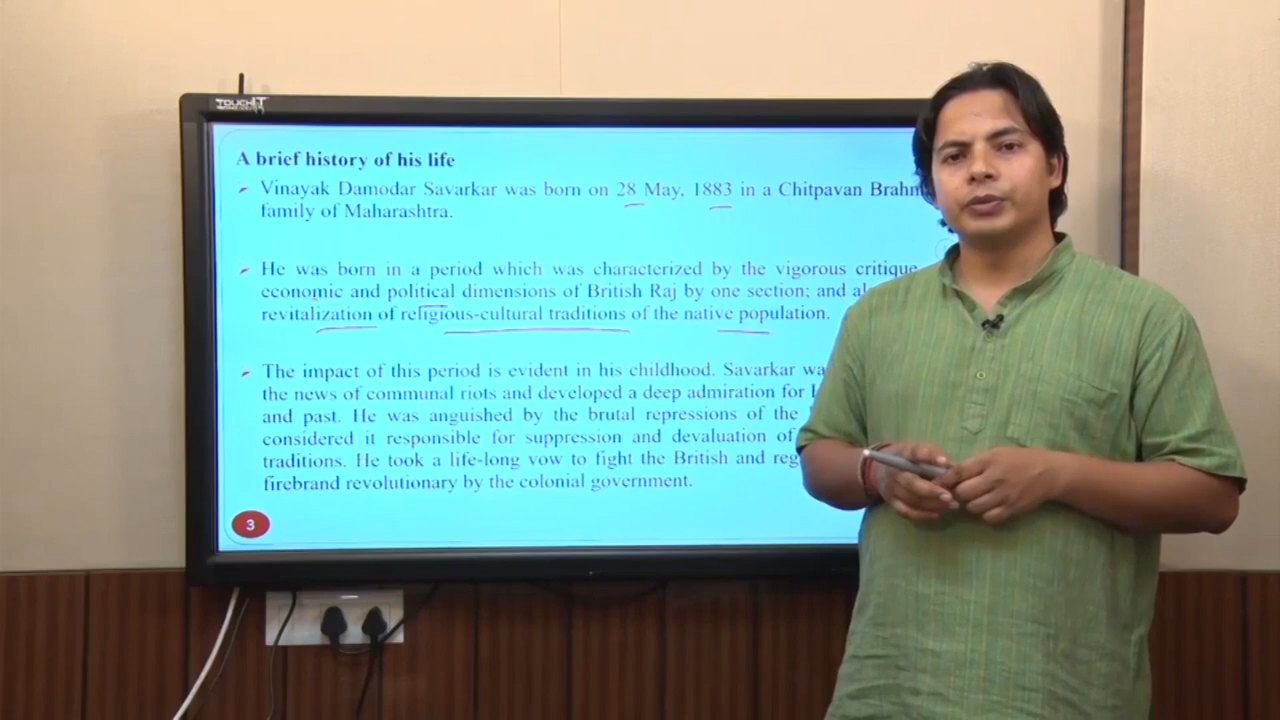 TOUCHIT
A brief history of his life
➢ Vinayak Damodar Savarkar was born on 28 May, 1883 in a Chitpavan
family of Maharashtra.
➢ He was born in a period which was characterized by the vigorous critique
economic and political dimensions of British Raj by one section; and
revitalization of religious-cultural traditions of the native population.
➢ The impact of this period is evident in his childhood. Savarkar
the news of communal riots and developed a deep admiration for
and past. He was anguished by the brutal repressions of the
considered it responsible for suppression and devaluation of
traditions. He took a life-long vow to fight the British and
firebrand revolutionary by the colonial government.
3